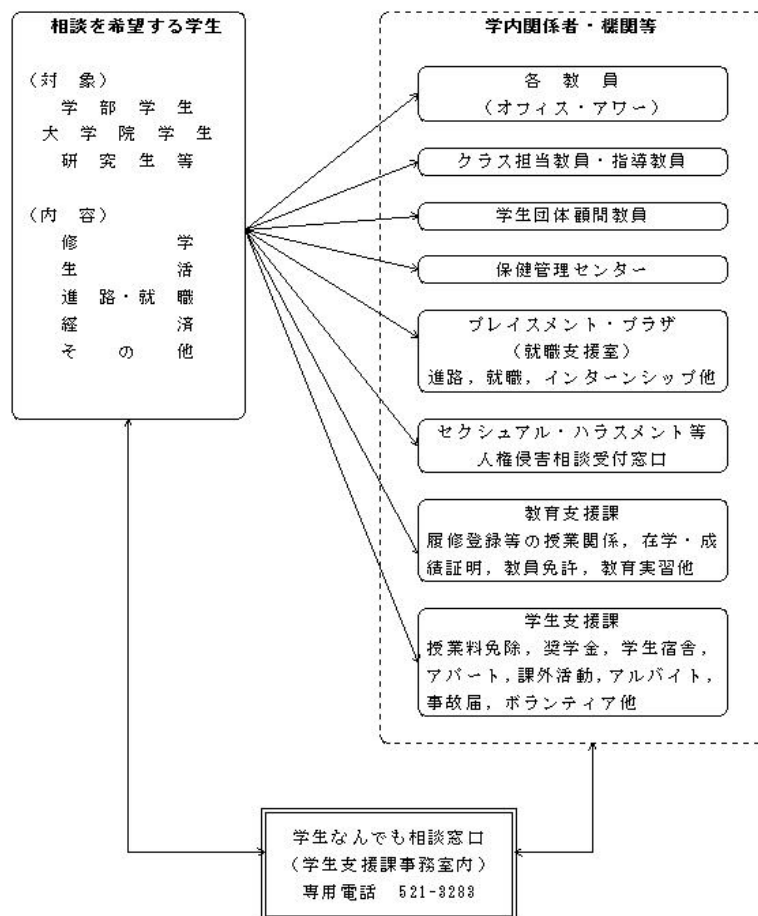 相談を希望する学生
（対　象）
学　部　学　生
大　学　院　学　生
研　究　生　等
（内　容）
修　　　　学
生　　　　活
進　路・就　職
経　　　　済
そ　の　他
学内関係者・機関等
各　教　員
（オフィス・アワー）
クラス担当教員・指導教員
学生団体顧問教員
保健管理センター
プレイスメント・プラザ
（就職支援室）
進路，就職，インターンシップ他
セクシュアル・ハラスメント等
人権侵害相談受付窓口
教育支援課
履修登録等の授業関係，在学・成
績証明，教員免許，教育実習他
学生支援課
授業料免除，奨学金，学生宿舎，
アパート，課外活動，アルバイト，
事故届，ボランティア他
学生なんでも相談窓口
（学生支援課事務室内）
専用電話　521-3283